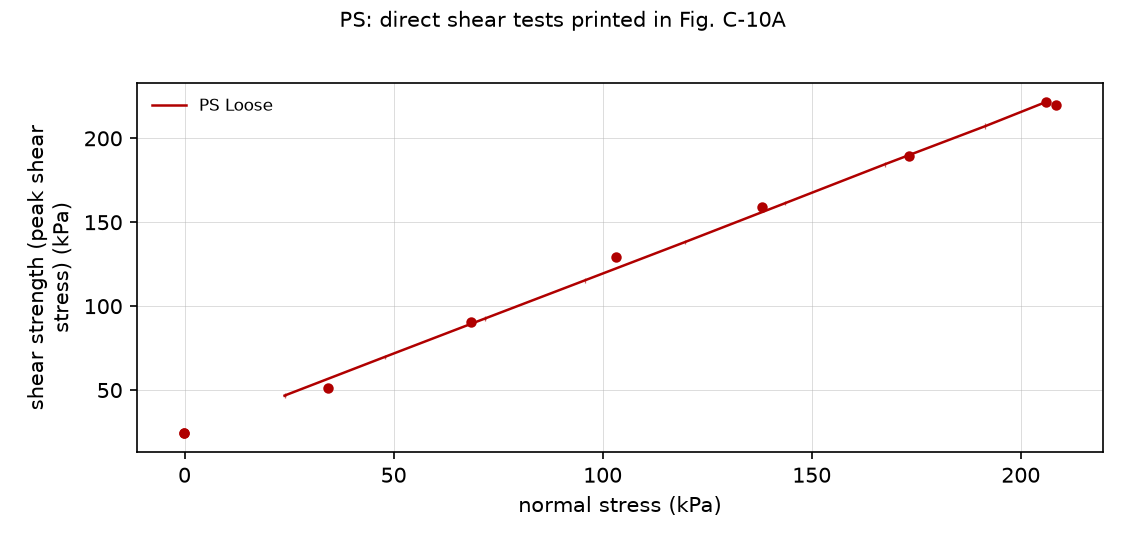 PS: direct shear tests printed in Fig. C-10A
PS Loose
shear strength (peak shear
stress) (kPa)
200
150
100
50
0
50
100
150
200
normal stress (kPa)